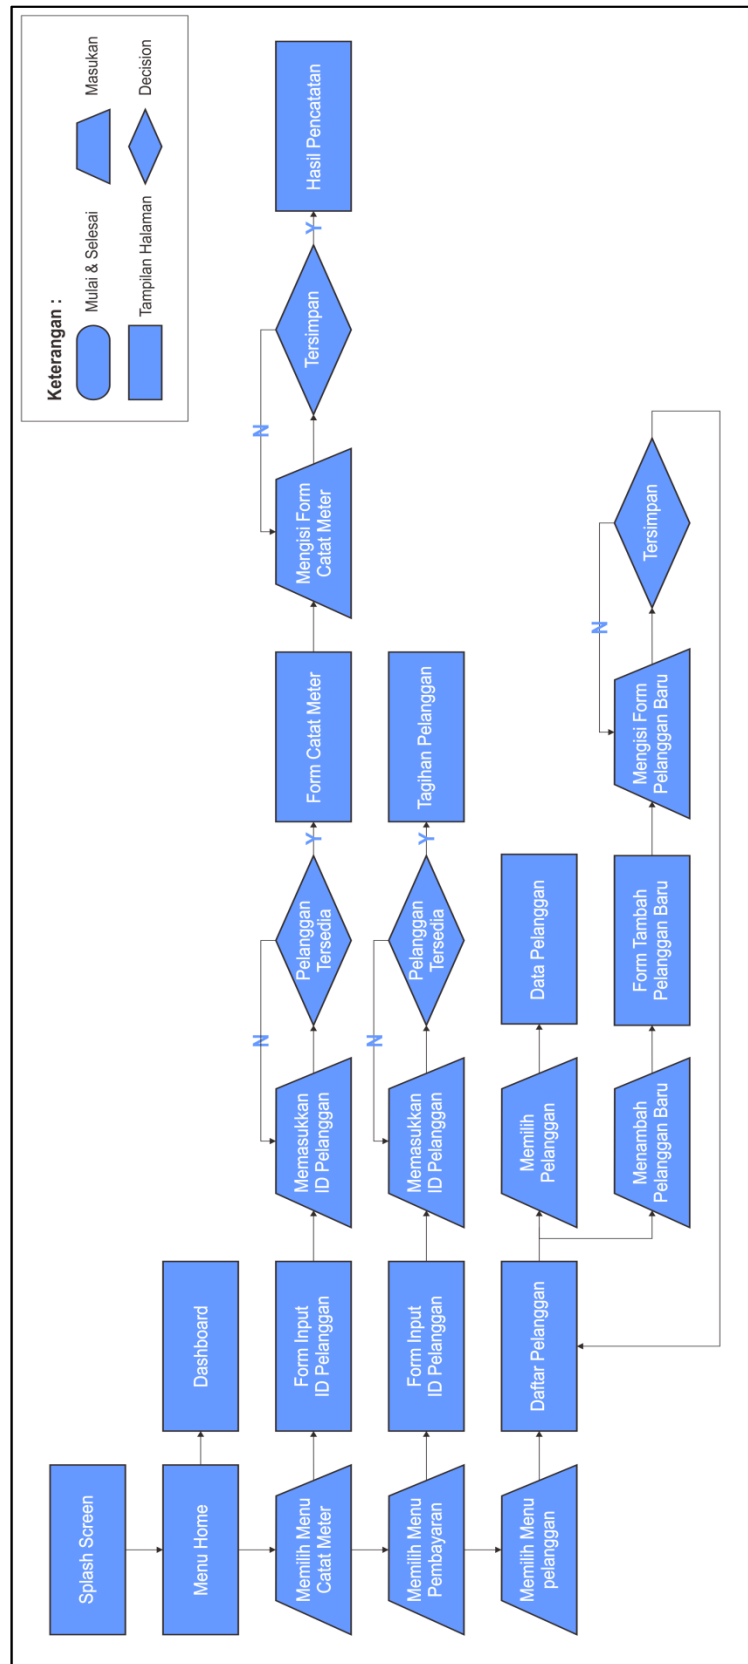 Keterangan :
Mulai & Selesai
Masukan
Tampilan Halaman
Decision
Splash Screen
Menu Home
Dashboard
Memilih Menu
Catat Meter
Form Input
ID Pelanggan
Memasukkan
ID Pelanggan
N
Pelanggan
Tersedia
Y
Form Catat Meter
Mengisi Form
Catat Meter
N
Tersimpan
Y
Hasil Pencatatan
Memilih Menu
Pembayaran
Form Input
ID Pelanggan
Memasukkan
ID Pelanggan
N
Pelanggan
Tersedia
Y
Tagihan Pelanggan
Memilih Menu
pelanggan
Daftar Pelanggan
Memilih
Pelanggan
Data Pelanggan
Menambah
Pelanggan Baru
Form Tambah
Pelanggan Baru
Mengisi Form
Pelanggan Baru
N
Tersimpan